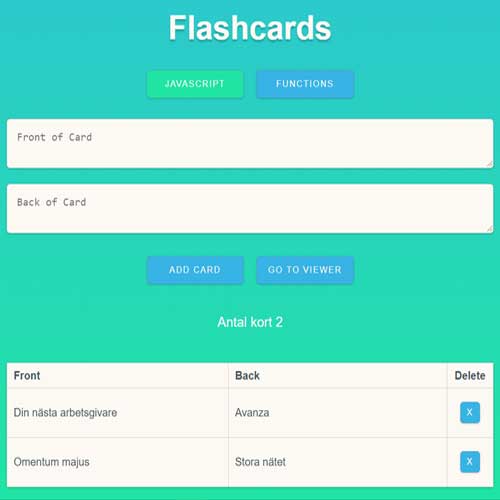 Flashcards
JAVASCRIPT FUNCTIONS
Front of Card
Back of Card
ADD CARD GO TO VIEWER
Antal kort 2
Front Back Delete
Din nästa arbetsgivare Avanza X
Omentum majus Stora nätet X